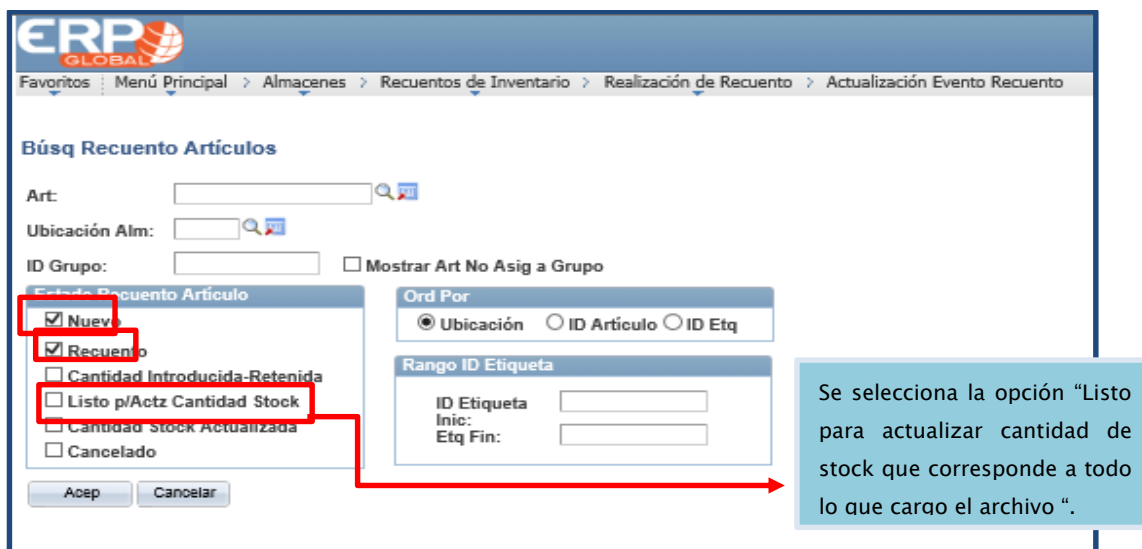 ERP
GLOBAL
Favoritos Menú Principal > Almacenes > Recuentos de Inventario > Realización de Recuento > Actualización Evento Recuento
Búsq Recuento Artículos
Art:
Ubicación Alm:
ID Grupo: Mostrar Art No Asig a Grupo
Estado Recuento Artículo
Nuevo
Recuento
Cantidad Introducida-Retenida
Listo p/Actz Cantidad Stock
Cantidad Stock Actualizada
Cancelado
Ord Por
Ubicación ID Artículo ID Etq
Rango ID Etiqueta
ID Etiqueta
Inic:
Etq Fin:
Acep Cancelar
Se selecciona la opción “Listo
para actualizar cantidad de
stock que corresponde a todo
lo que cargo el archivo “.